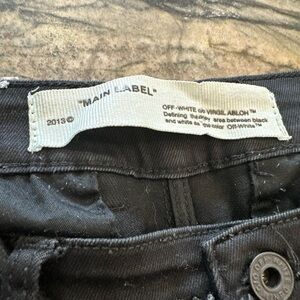 "MAIN LABEL"
2013©
OFF-WHITE c/o VIRGIL ABLOH™
Defining the grey area between black
and white as the color Off-White™